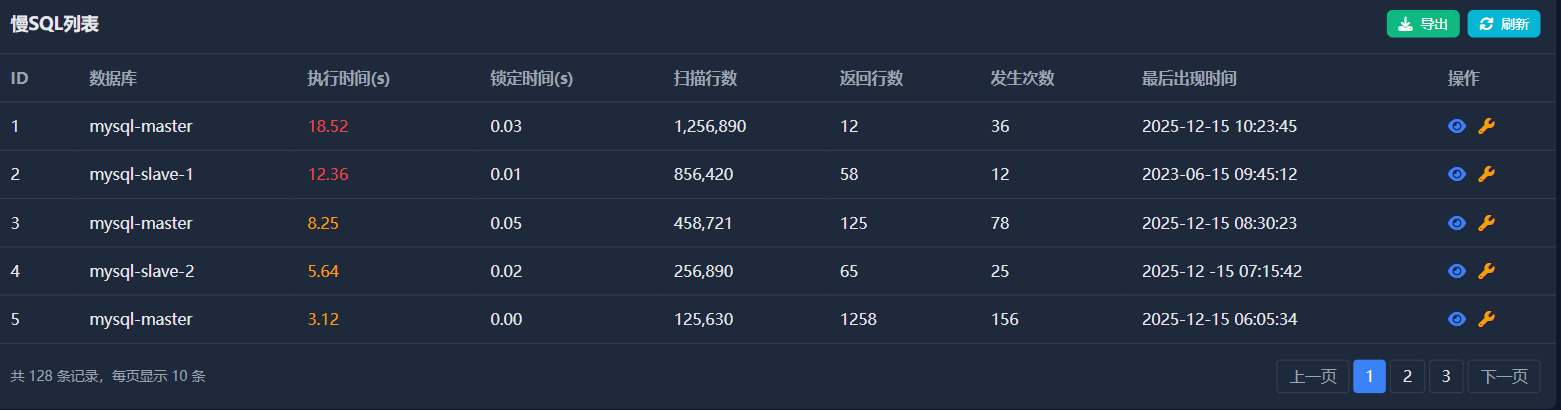 慢SQL列表 导出 刷新
ID 数据库 执行时间(s) 锁定时间(s) 扫描行数 返回行数 发生次数 最后出现时间 操作
1 mysql-master 18.52 0.03 1,256,890 12 36 2025-12-15 10:23:45
2 mysql-slave-1 12.36 0.01 856,420 58 12 2023-06-15 09:45:12
3 mysql-master 8.25 0.05 458,721 125 78 2025-12-15 08:30:23
4 mysql-slave-2 5.64 0.02 256,890 65 25 2025-12 -15 07:15:42
5 mysql-master 3.12 0.00 125,630 1258 156 2025-12-15 06:05:34
共 128 条记录，每页显示 10 条 上一页 1 2 3 下一页